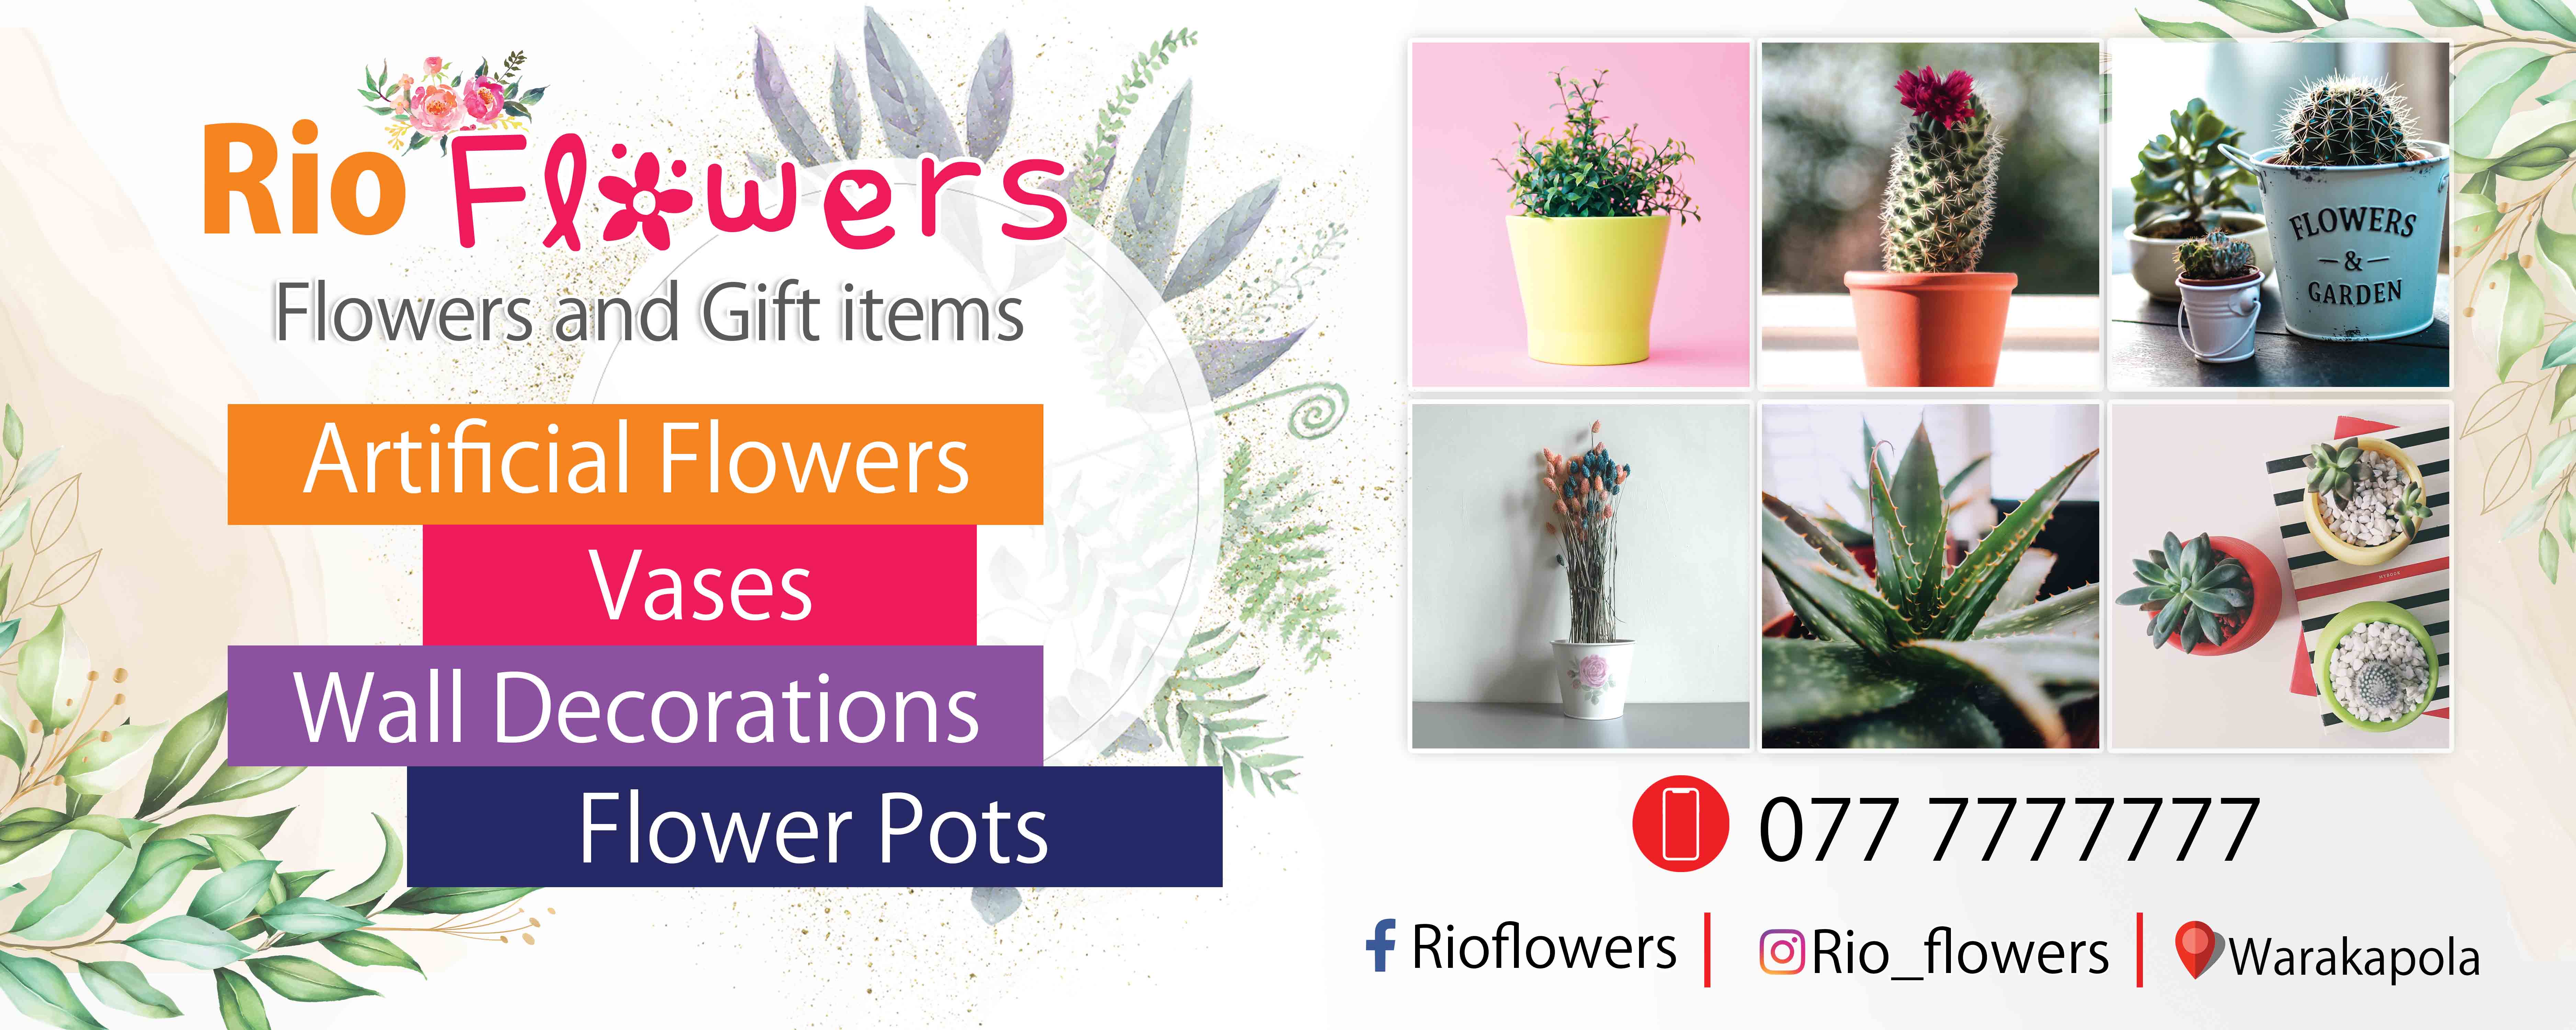 Rio Flowers
Flowers and Gift items
Artificial Flowers
Vases
Wall Decorations
Flower Pots
FLOWERS
&
GARDEN
077 7777777
Rioflowers
Rio_flowers
Warakapola